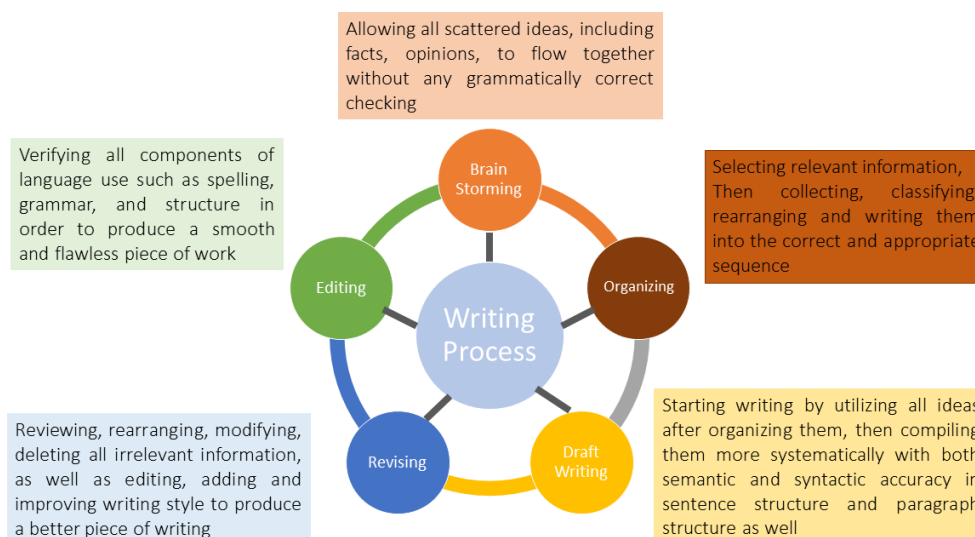 Allowing all scattered ideas, including
facts, opinions, to flow together
without any grammatically correct
checking
Verifying all components of
language use such as spelling,
grammar, and structure in
order to produce a smooth
and flawless piece of work
Brain
Storming
Selecting relevant information,
Then collecting, classifying,
rearranging and writing them
into the correct and appropriate
sequence
Editing
Organizing
Writing
Process
Reviewing, rearranging, modifying,
deleting all irrelevant information,
as well as editing, adding and
improving writing style to produce
a better piece of writing
Revising
Draft
Writing
Starting writing by utilizing all ideas
after organizing them, then compiling
them more systematically with both
semantic and syntactic accuracy in
sentence structure and paragraph
structure as well